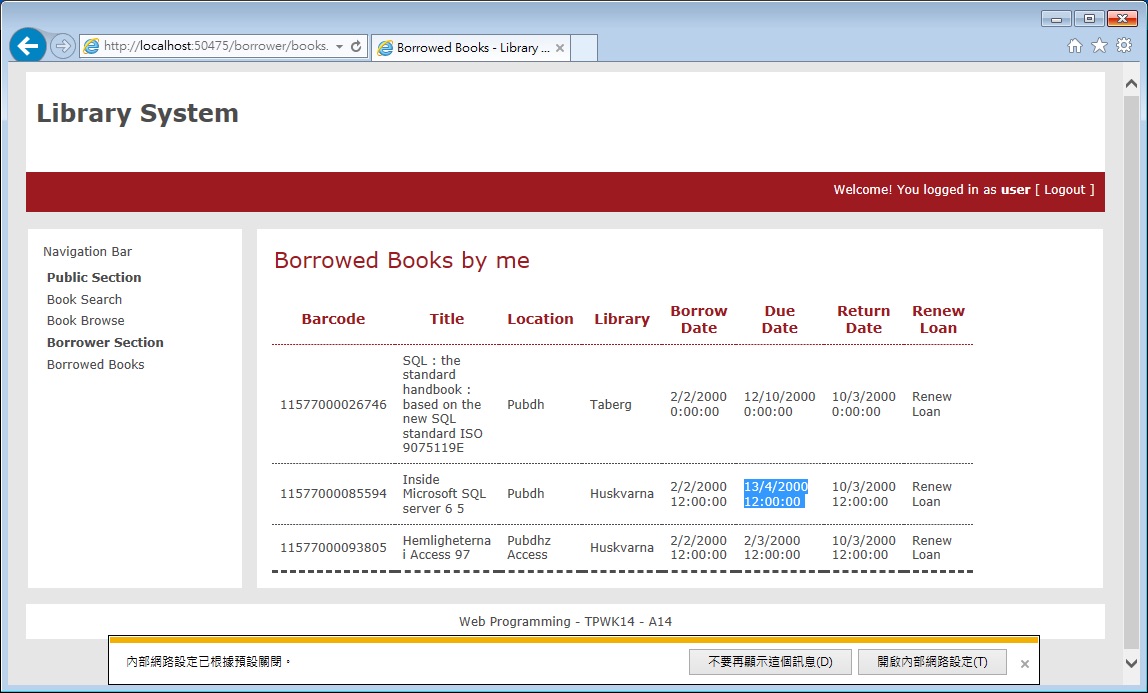 http://localhost:50475/borrower/books.
Borrowed Books - Library ...
Library System
Welcome! You logged in as user [ Logout ]
Navigation Bar
Public Section
Book Search
Book Browse
Borrower Section
Borrowed Books
Borrowed Books by me
Barcode Title Location Library Borrow Date Due Date Return Date Renew Loan
11577000026746
SQL : the
standard
handbook :
based on the
new SQL
standard ISO
9075119E
Pubdh
Taberg
2/2/2000
0:00:00
12/10/2000
0:00:00
10/3/2000
0:00:00
Renew
Loan
11577000085594
Inside
Microsoft SQL
server 6 5
Pubdh
Huskvarna
2/2/2000
12:00:00
13/4/2000
12:00:00
10/3/2000
12:00:00
Renew
Loan
11577000093805
Hemligheterna
i Access 97
Pubdhz
Access
Huskvarna
2/2/2000
12:00:00
2/3/2000
12:00:00
10/3/2000
12:00:00
Renew
Loan
Web Programming - TPWK14 - A14
內部網路設定已根據預設關閉。
不要再顯示這個訊息(D)
開啟內部網路設定(T)